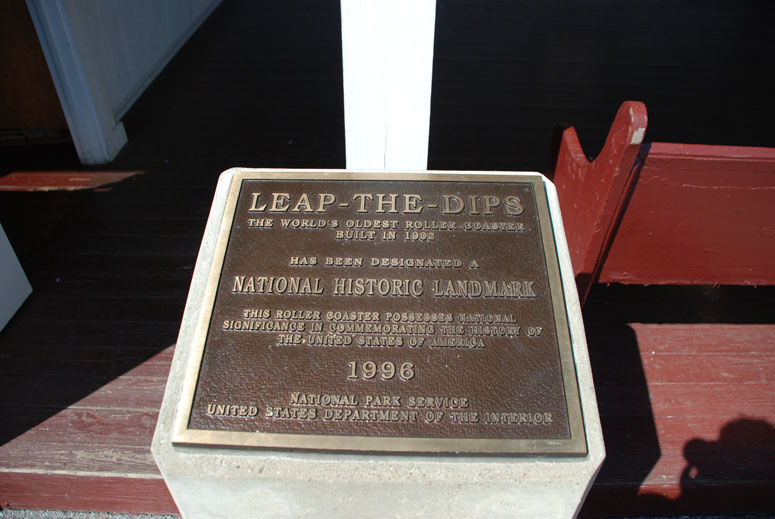 LEAP-THE-DIPS
THE WORLD'S OLDEST ROLLER COASTER
BUILT IN 1902
HAS BEEN DESIGNATED A
NATIONAL HISTORIC LANDMARK
THIS ROLLER COASTER POSSESSES NATIONAL
SIGNIFICANCE IN COMMEMORATING THE HISTORY OF
THE UNITED STATES OF AMERICA
1996
NATIONAL PARK SERVICE
UNITED STATES DEPARTMENT OF THE INTERIOR